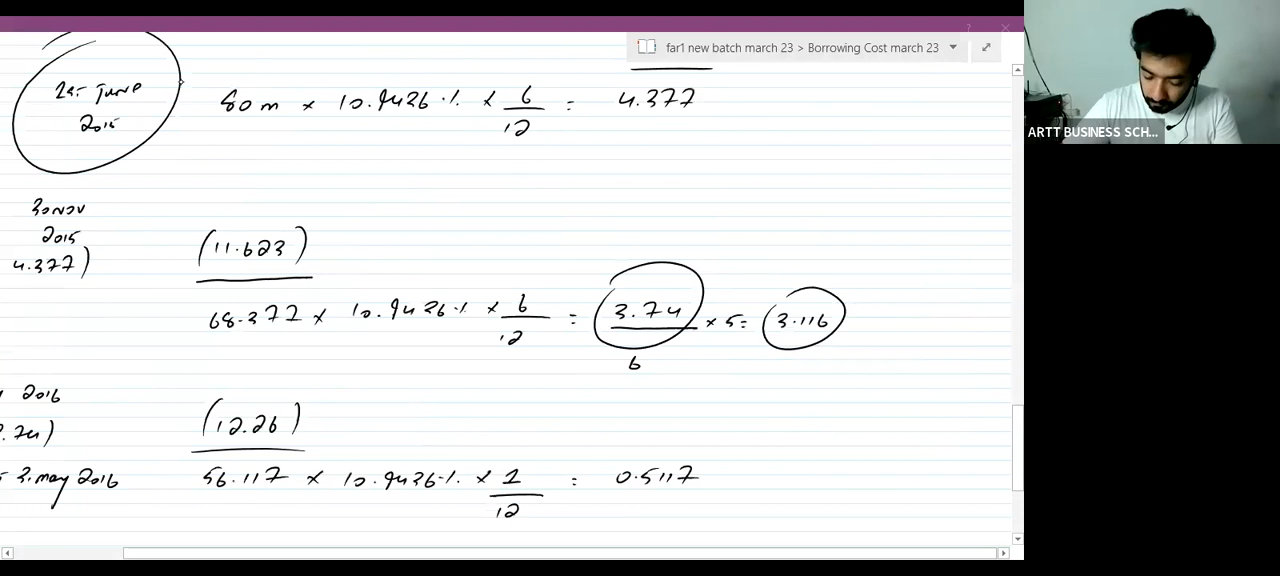 far1 new batch march 23 > Borrowing Cost march 23
ARTT BUSINESS SCH...
1st June
2015
80 m × 10.9426 % × 6/12 = 4.377
30 Nov
2015
4.377)
(11.623)
68.377 × 10.9426 % × 6/12 = 3.74/6 × 5 = 3.116
2016
.74)
(12.26)
31 may 2016
56.117 × 10.9426 % × 1/12 = 0.5117